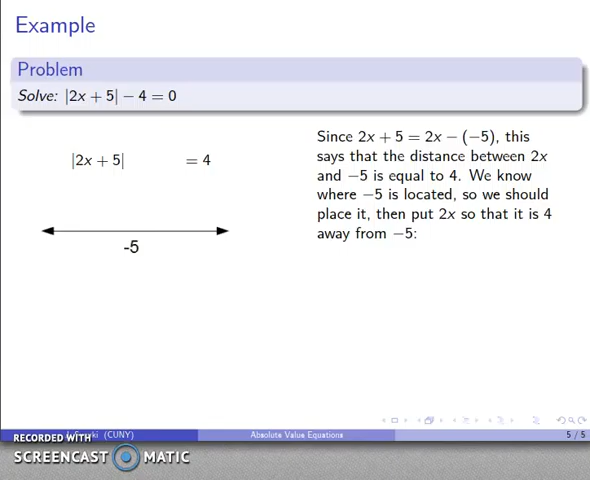 Example
Problem
Solve: |2x + 5| − 4 = 0
|2x + 5| = 4
-5
Since 2x + 5 = 2x − (−5), this
says that the distance between 2x
and −5 is equal to 4. We know
where −5 is located, so we should
place it, then put 2x so that it is 4
away from −5:
(CUNY) Absolute Value Equations 5 / 5
RECORDED WITH
SCREENCAST MATIC